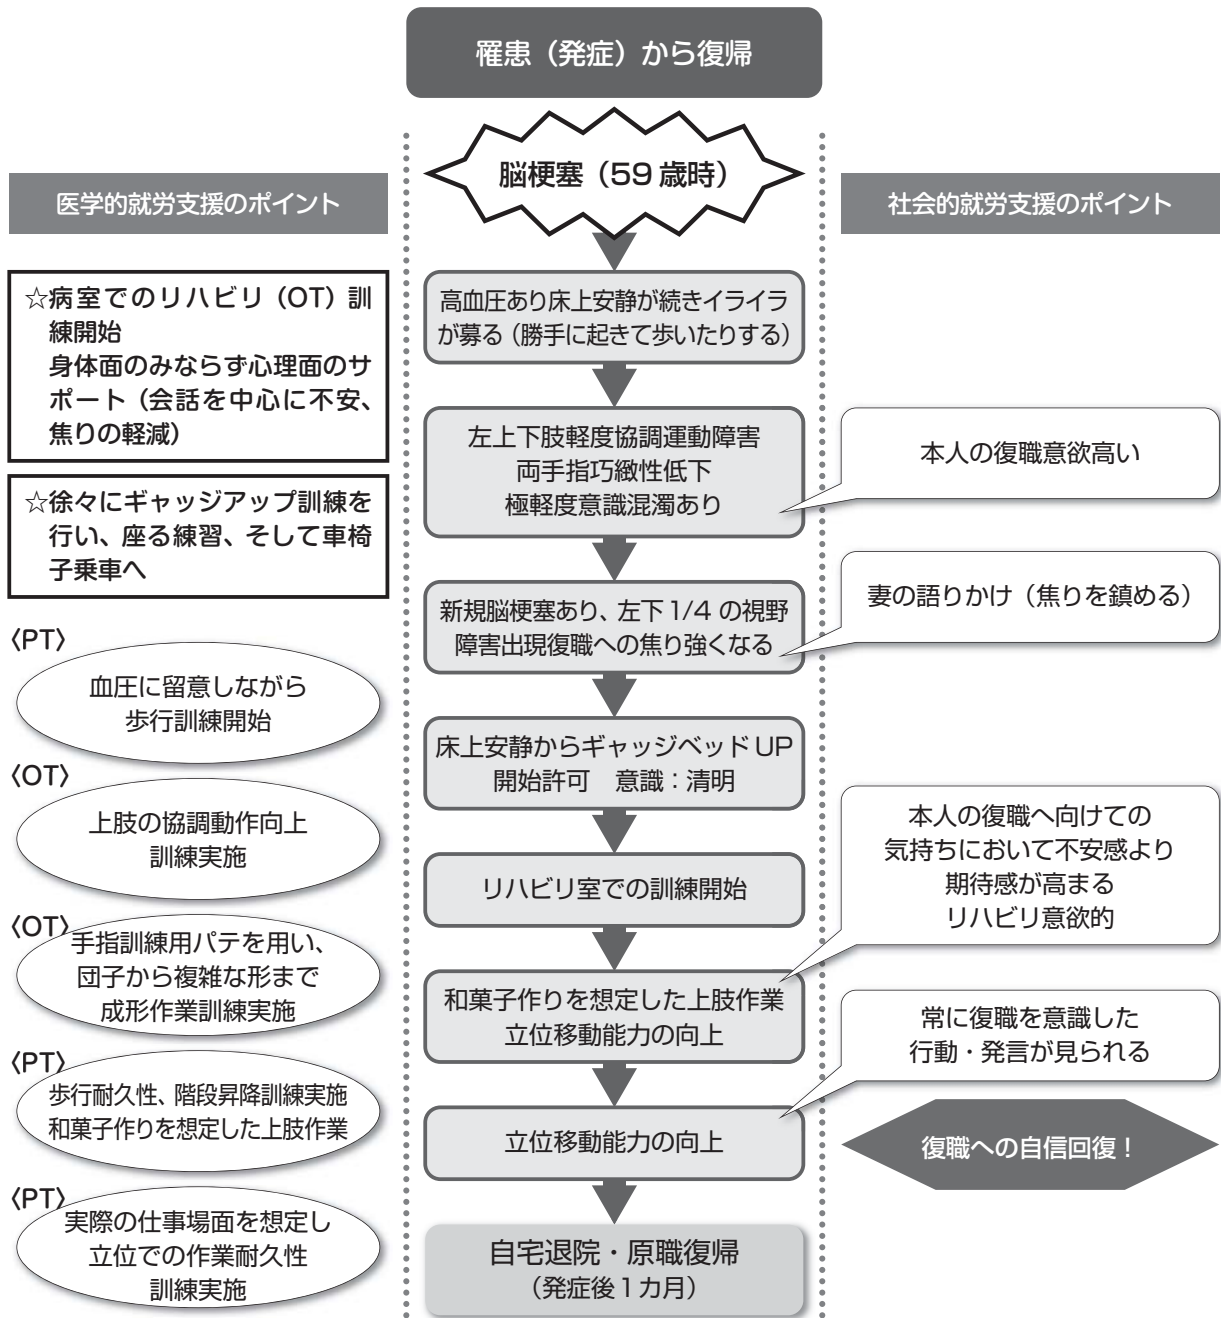 罹患（発症）から復帰
医学的就労支援のポイント
☆病室でのリハビリ（OT）訓
練開始
身体面のみならず心理面のサ
ポート（会話を中心に不安、
焦りの軽減）
☆徐々にギャッジアップ訓練を
行い、座る練習、そして車椅
子乗車へ
〈PT〉
血圧に留意しながら
歩行訓練開始
〈OT〉
上肢の協調動作向上
訓練実施
〈OT〉
手指訓練用パテを用い、
団子から複雑な形まで
成形作業訓練実施
〈PT〉
歩行耐久性、階段昇降訓練実施
和菓子作りを想定した上肢作業
〈PT〉
実際の仕事場面を想定し
立位での作業耐久性
訓練実施
脳梗塞（59 歳時）
高血圧あり床上安静が続きイライラ
が募る（勝手に起きて歩いたりする）
左上下肢軽度協調運動障害
両手指巧緻性低下
極軽度意識混濁あり
新規脳梗塞あり、左下 1/4 の視野
障害出現復職への焦り強くなる
床上安静からギャッジベッド UP
開始許可　意識：清明
リハビリ室での訓練開始
和菓子作りを想定した上肢作業
立位移動能力の向上
立位移動能力の向上
自宅退院・原職復帰
（発症後 1 カ月）
社会的就労支援のポイント
本人の復職意欲高い
妻の語りかけ（焦りを鎮める）
本人の復職へ向けての
気持ちにおいて不安感より
期待感が高まる
リハビリ意欲的
常に復職を意識した
行動・発言が見られる
復職への自信回復！